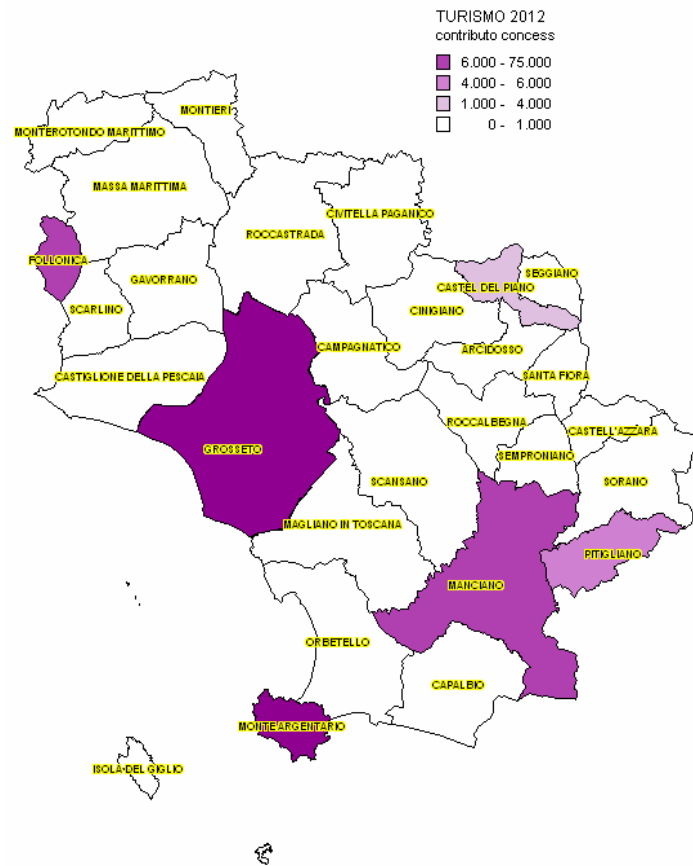 TURISMO 2012
contributo concess
6.000 - 75.000
4.000 - 6.000
1.000 - 4.000
0 - 1.000
MONTIERI
MONTEROTONDO MARITTIMO
MASSA MARITTIMA
CIVITELLA PAGANICO
ROCCASTRADA
FOLLONICA
SEGGIANO
GAVORRANO
CASTEL DEL PIANO
SCARLINO
CINIGIANO
CAMPAGNATICO
ARCIDOSSO
CASTIGLIONE DELLA PESCAIA
SANTA FIORA
ROCCALBEGNA
CASTELL'AZZARA
GROSSETO
SEMPRONIANO
SCANSANO
SORANO
MAGLIANO IN TOSCANA
PITIGLIANO
MANCIANO
ORBETELLO
CAPALBIO
MONTE ARGENTARIO
ISOLA DEL GIGLIO